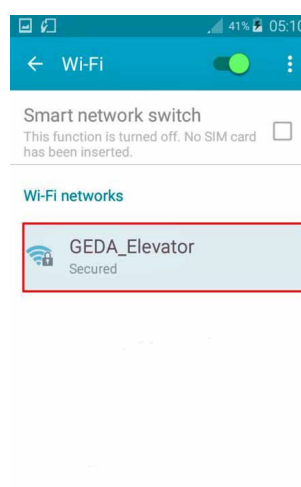 41% 05:10
Wi-Fi
Smart network switch
This function is turned off. No SIM card
has been inserted.
Wi-Fi networks
GEDA_Elevator
Secured